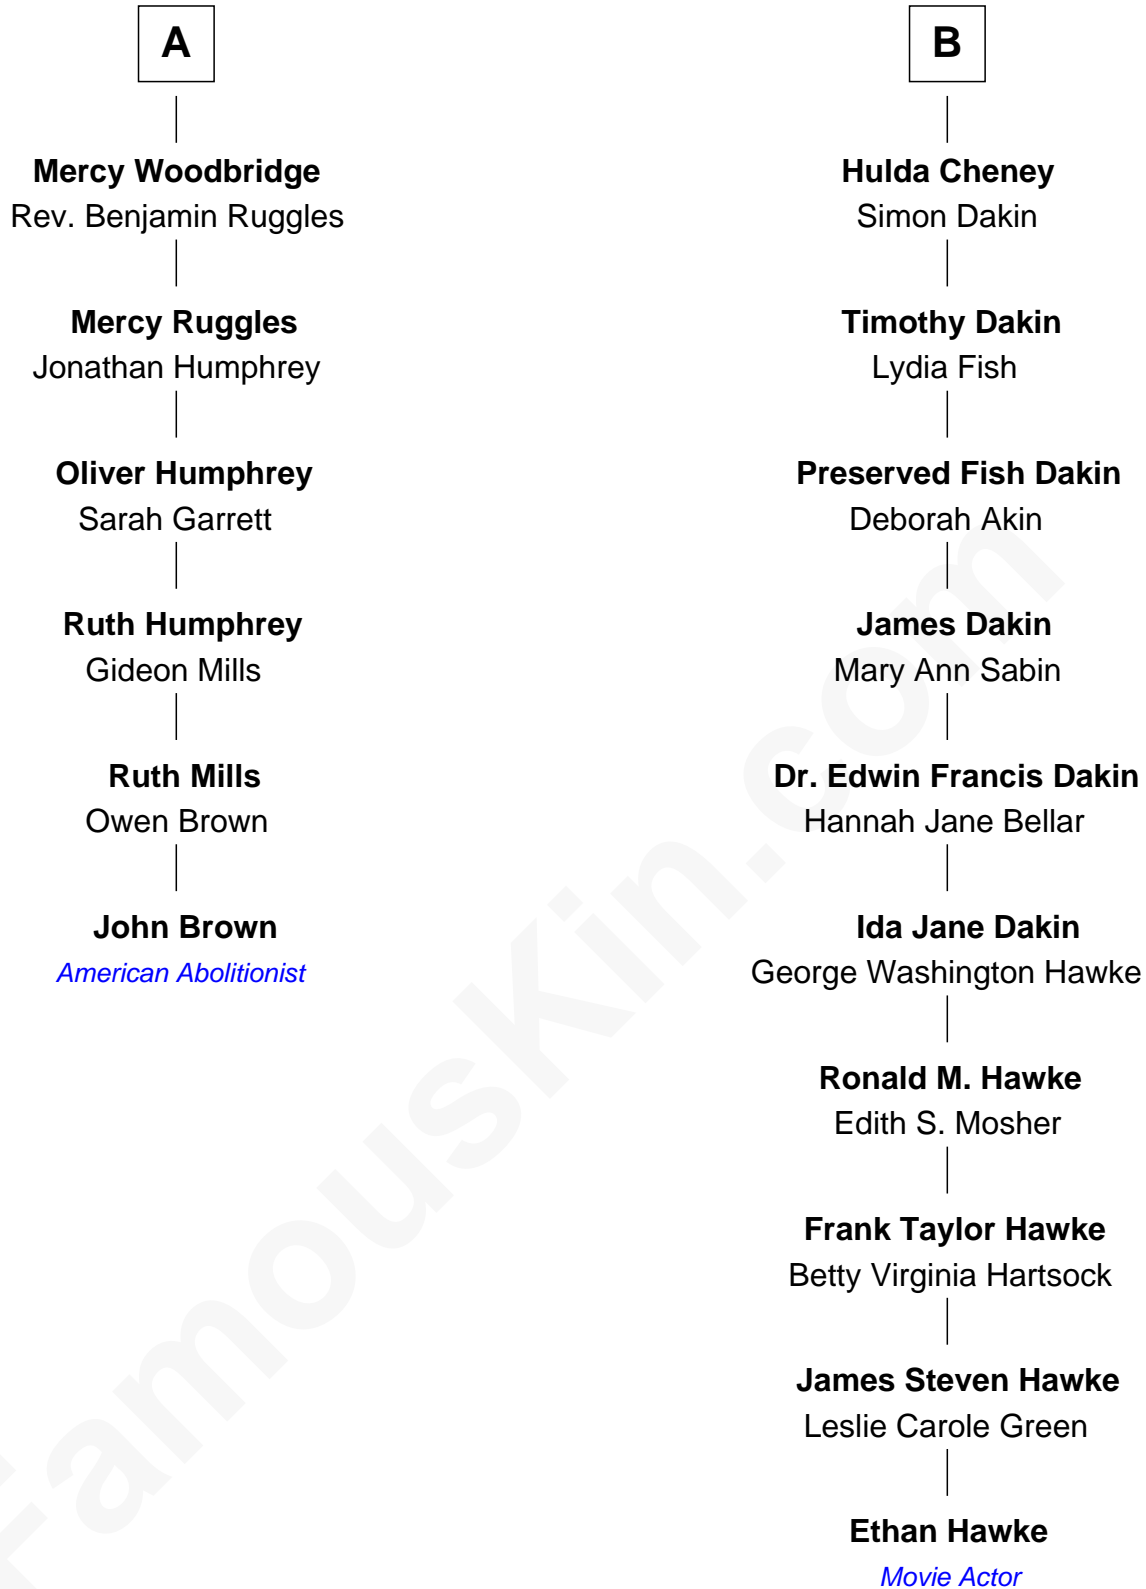 A
Mercy Woodbridge
Rev. Benjamin Ruggles
Mercy Ruggles
Jonathan Humphrey
Oliver Humphrey
Sarah Garrett
Ruth Humphrey
Gideon Mills
Ruth Mills
Owen Brown
John Brown
American Abolitionist
B
Hulda Cheney
Simon Dakin
Timothy Dakin
Lydia Fish
Preserved Fish Dakin
Deborah Akin
James Dakin
Mary Ann Sabin
Dr. Edwin Francis Dakin
Hannah Jane Bellar
Ida Jane Dakin
George Washington Hawke
Ronald M. Hawke
Edith S. Mosher
Frank Taylor Hawke
Betty Virginia Hartsock
James Steven Hawke
Leslie Carole Green
Ethan Hawke
Movie Actor
FamousKin.com